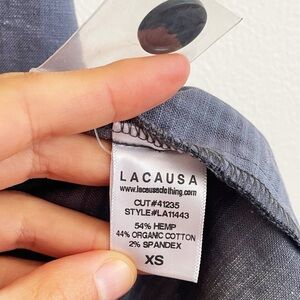 LACAUSA
www.lacausaclothing.com
CUT#41235
STYLE#LA11443
54% HEMP
44% ORGANIC COTTON
2% SPANDEX
XS